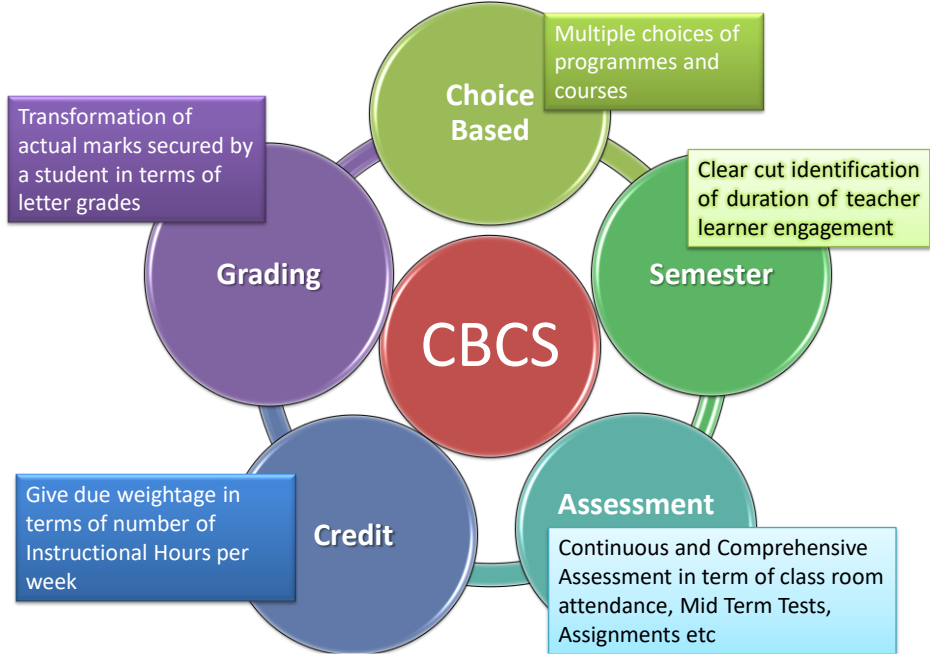 Choice
Based
Multiple choices of
programmes and
courses
Clear cut identification
of duration of teacher
learner engagement
Semester
Assessment
Continuous and Comprehensive
Assessment in term of class room
attendance, Mid Term Tests,
Assignments etc
Credit
Give due weightage in
terms of number of
Instructional Hours per
week
Grading
Transformation of
actual marks secured by
a student in terms of
letter grades
CBCS